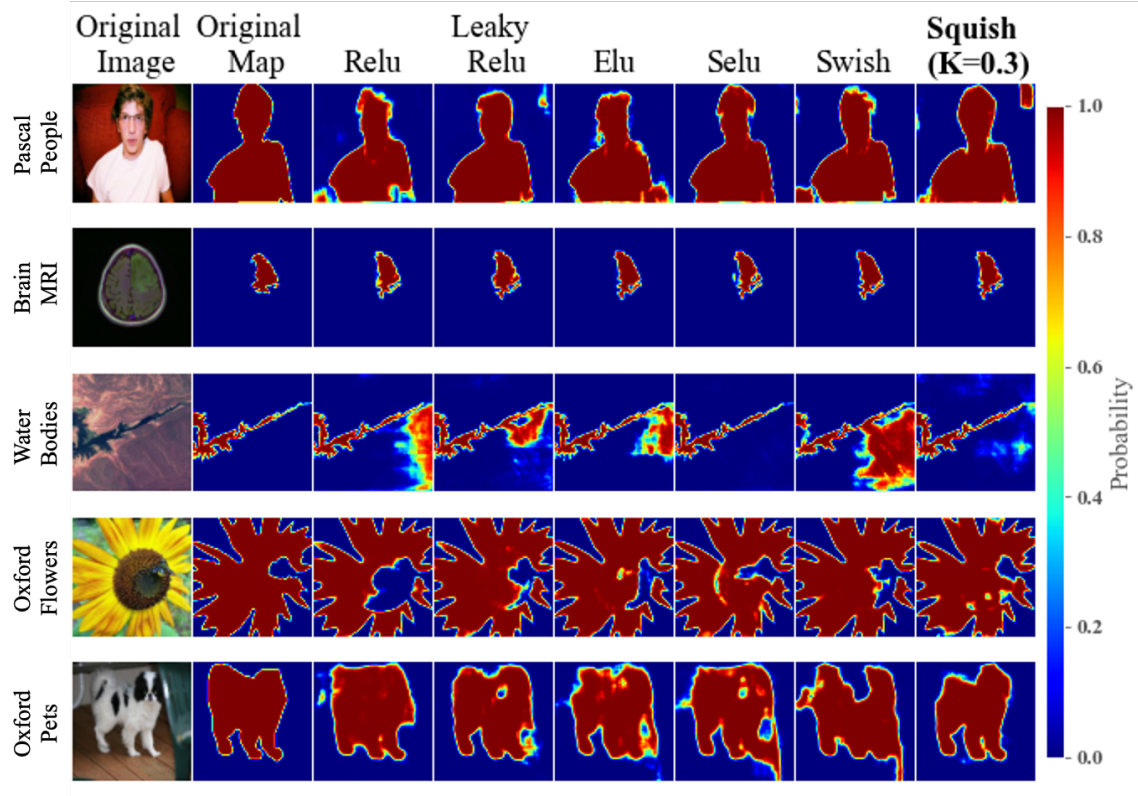 Original Image
Original Map
Relu
Leaky Relu
Elu
Selu
Swish
Squish (K=0.3)
Pascal People
Brain MRI
Water Bodies
Oxford Flowers
Oxford Pets
1.0
0.8
0.6
0.4
0.2
0.0
Probability